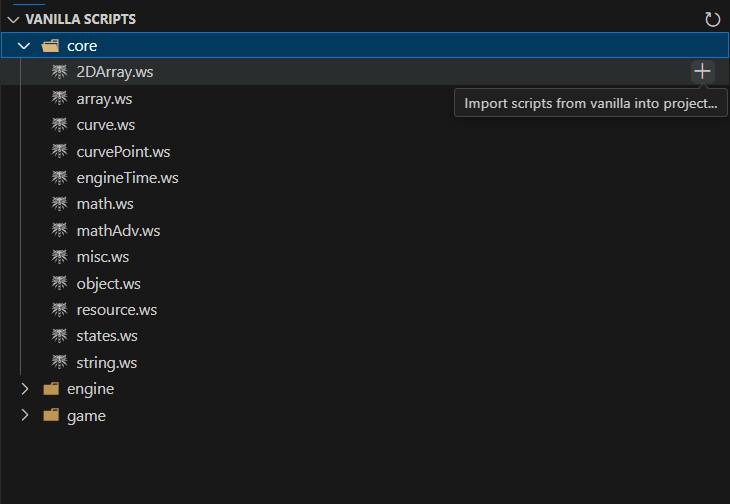 VANILLA SCRIPTS
core
2DArray.ws
array.ws
Import scripts from vanilla into project...
curve.ws
curvePoint.ws
engineTime.ws
math.ws
mathAdv.ws
misc.ws
object.ws
resource.ws
states.ws
string.ws
engine
game